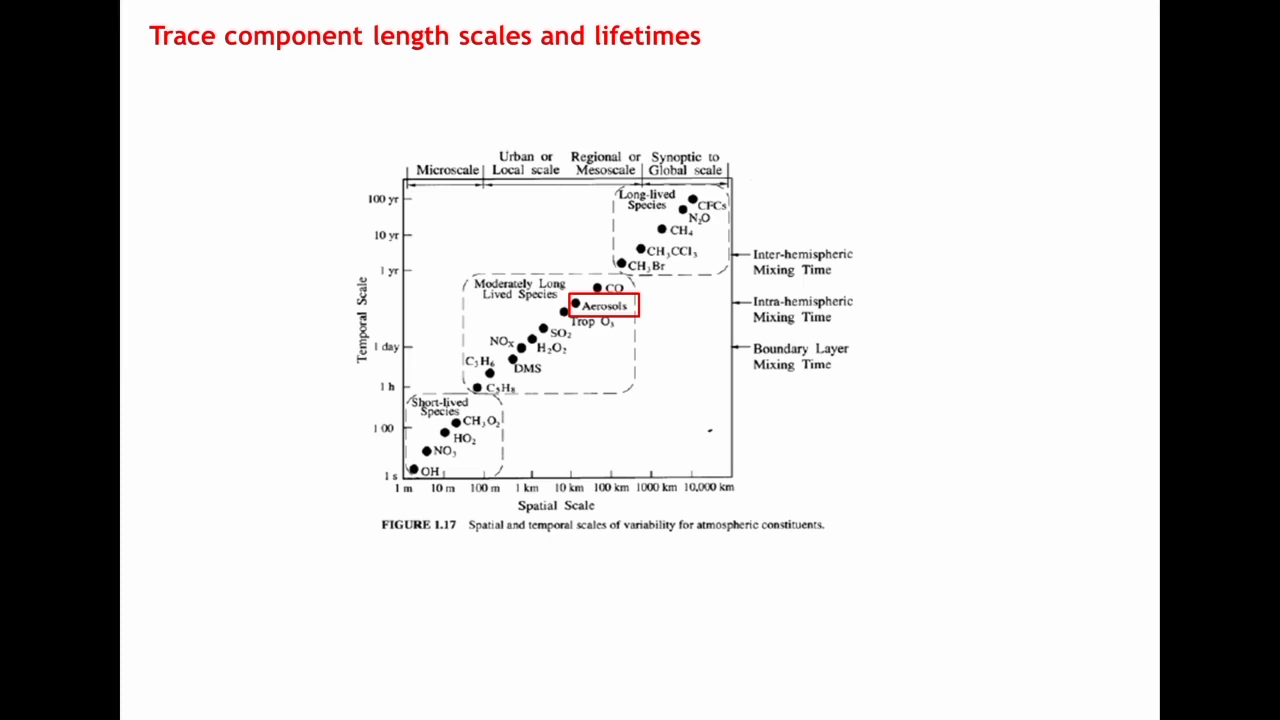 Trace component length scales and lifetimes
Urban or Regional or Synoptic to
Microscale Local scale Mesoscale Global scale
100 yr
10 yr
1 yr
1 day
1 h
1 00
1 s
Temporal Scale
Long-lived
Species
CFCs
N₂O
CH₄
CH₃CCl₃
CH₃Br
Moderately Long
Lived Species
CO
Aerosols
Trop O₃
SO₂
NOX
H₂O₂
C₃H₆
DMS
C₅H₈
Short-lived
Species
CH₃O₂
HO₂
NO₃
OH
Inter-hemispheric
Mixing Time
Intra-hemispheric
Mixing Time
Boundary Layer
Mixing Time
1 m 10 m 100 m 1 km 10 km 100 km 1000 km 10,000 km
Spatial Scale
FIGURE 1.17 Spatial and temporal scales of variability for atmospheric constituents.